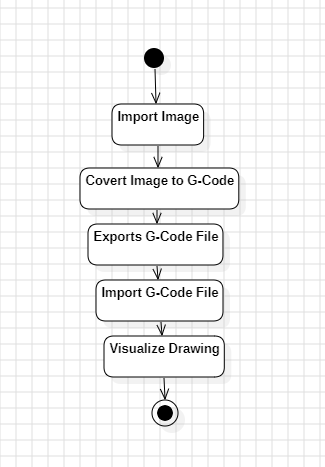 Import Image
Covert Image to G-Code
Exports G-Code File
Import G-Code File
Visualize Drawing